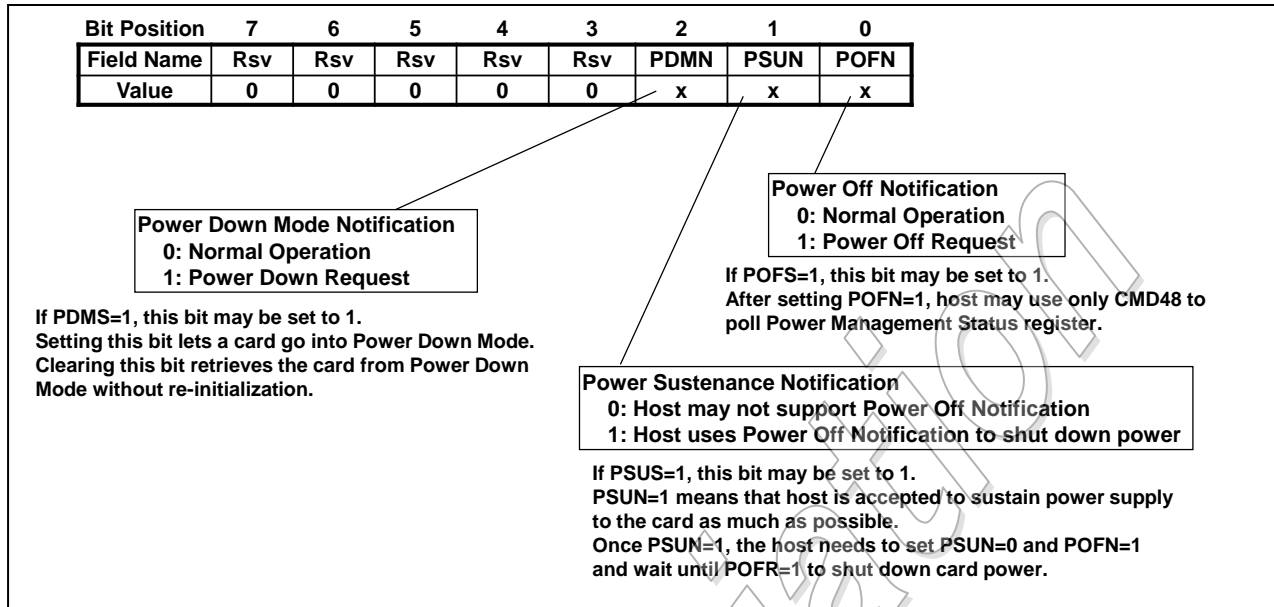 Bit Position 7 6 5 4 3 2 1 0
Field Name Rsv Rsv Rsv Rsv Rsv PDMN PSUN POFN
Value 0 0 0 0 0 x x x
Power Down Mode Notification
0: Normal Operation
1: Power Down Request
If PDMS=1, this bit may be set to 1.
Setting this bit lets a card go into Power Down Mode.
Clearing this bit retrieves the card from Power Down
Mode without re-initialization.
Power Off Notification
0: Normal Operation
1: Power Off Request
If POFS=1, this bit may be set to 1.
After setting POFN=1, host may use only CMD48 to
poll Power Management Status register.
Power Sustenance Notification
0: Host may not support Power Off Notification
1: Host uses Power Off Notification to shut down power
If PSUS=1, this bit may be set to 1.
PSUN=1 means that host is accepted to sustain power supply
to the card as much as possible.
Once PSUN=1, the host needs to set PSUN=0 and POFN=1
and wait until POFR=1 to shut down card power.